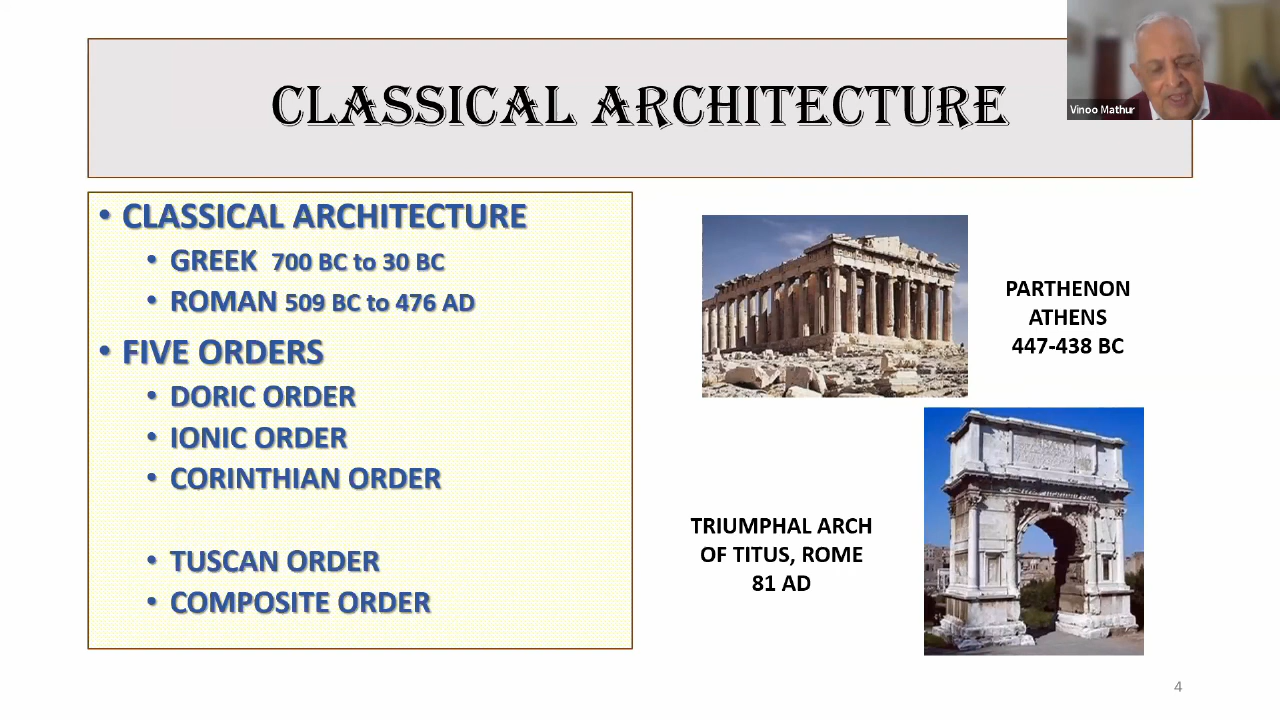 CLASSICAL ARCHITECTURE
Vinoo Mathur
• CLASSICAL ARCHITECTURE
• GREEK 700 BC to 30 BC
• ROMAN 509 BC to 476 AD
• FIVE ORDERS
• DORIC ORDER
• IONIC ORDER
• CORINTHIAN ORDER
• TUSCAN ORDER
• COMPOSITE ORDER
PARTHENON
ATHENS
447-438 BC
TRIUMPHAL ARCH
OF TITUS, ROME
81 AD
4